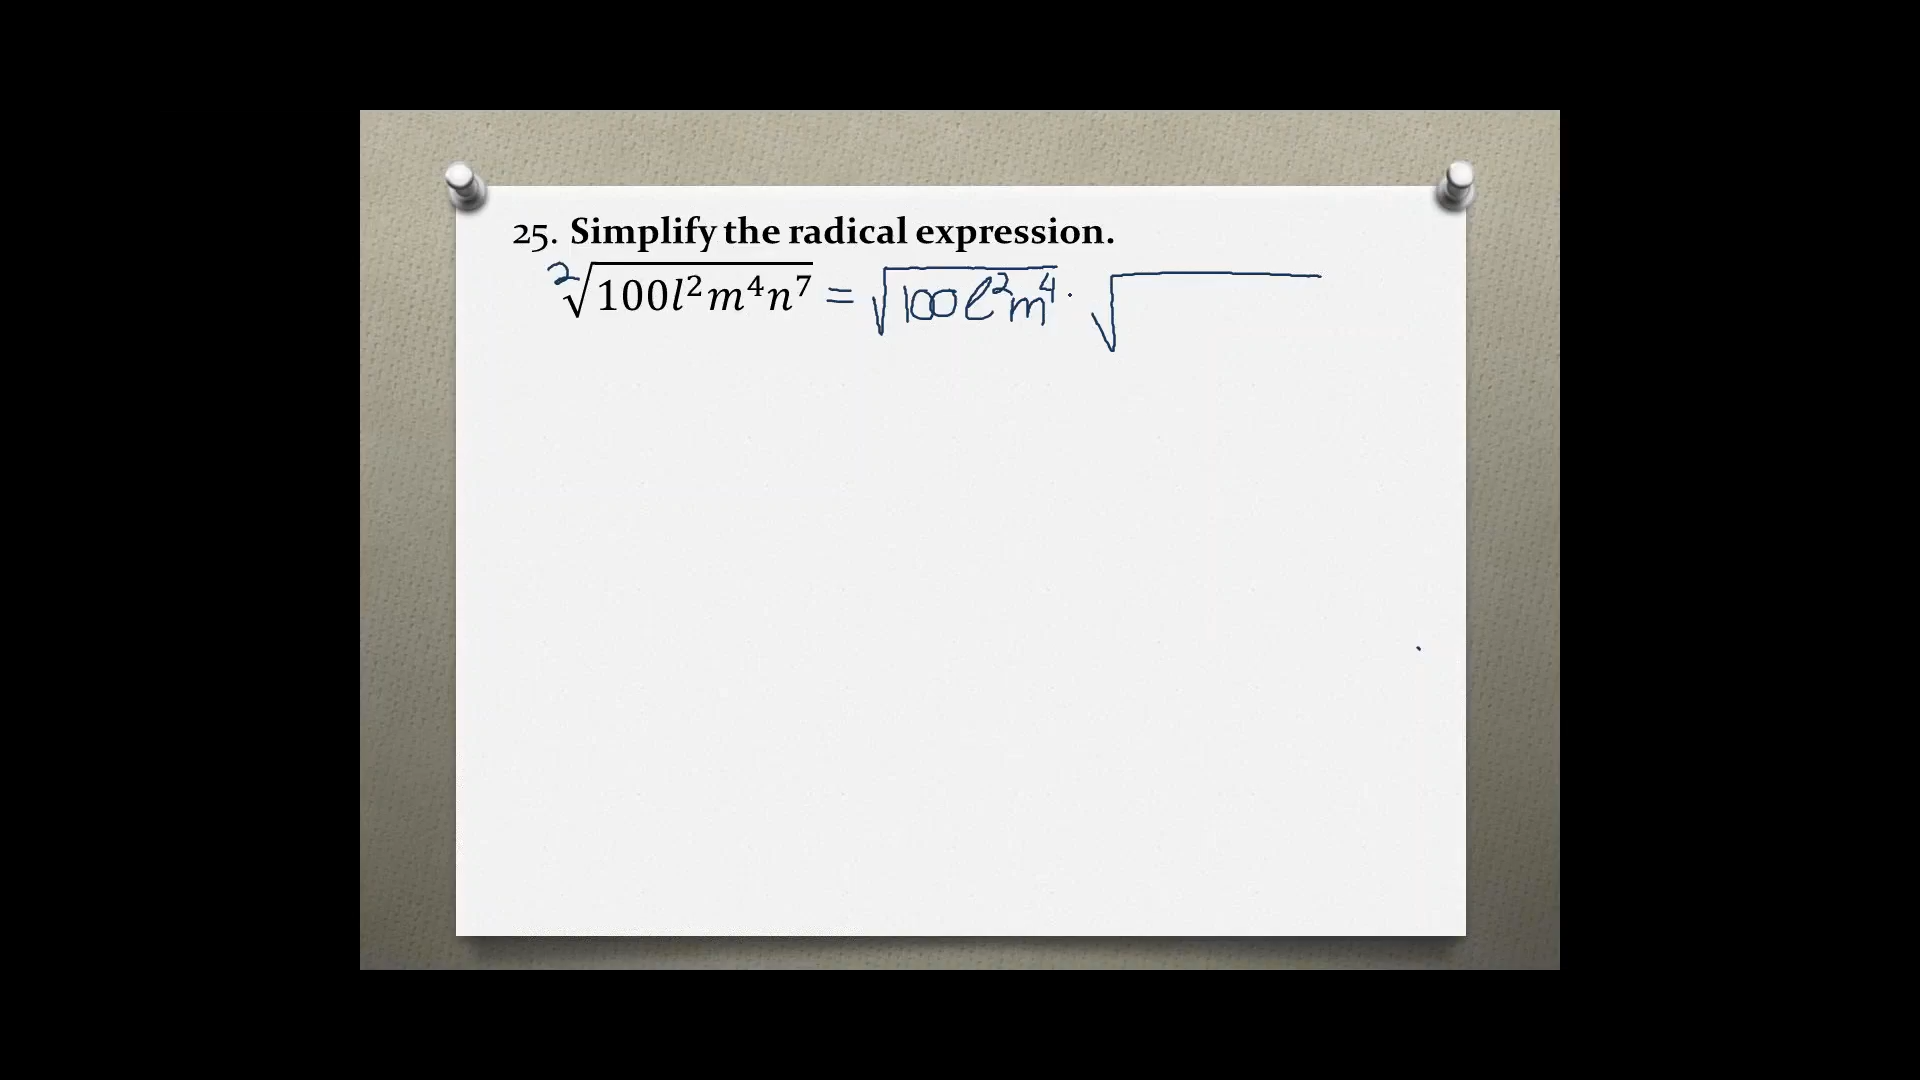 25. Simplify the radical expression.
²√100l²m⁴n⁷ = √100l²m⁴ · √